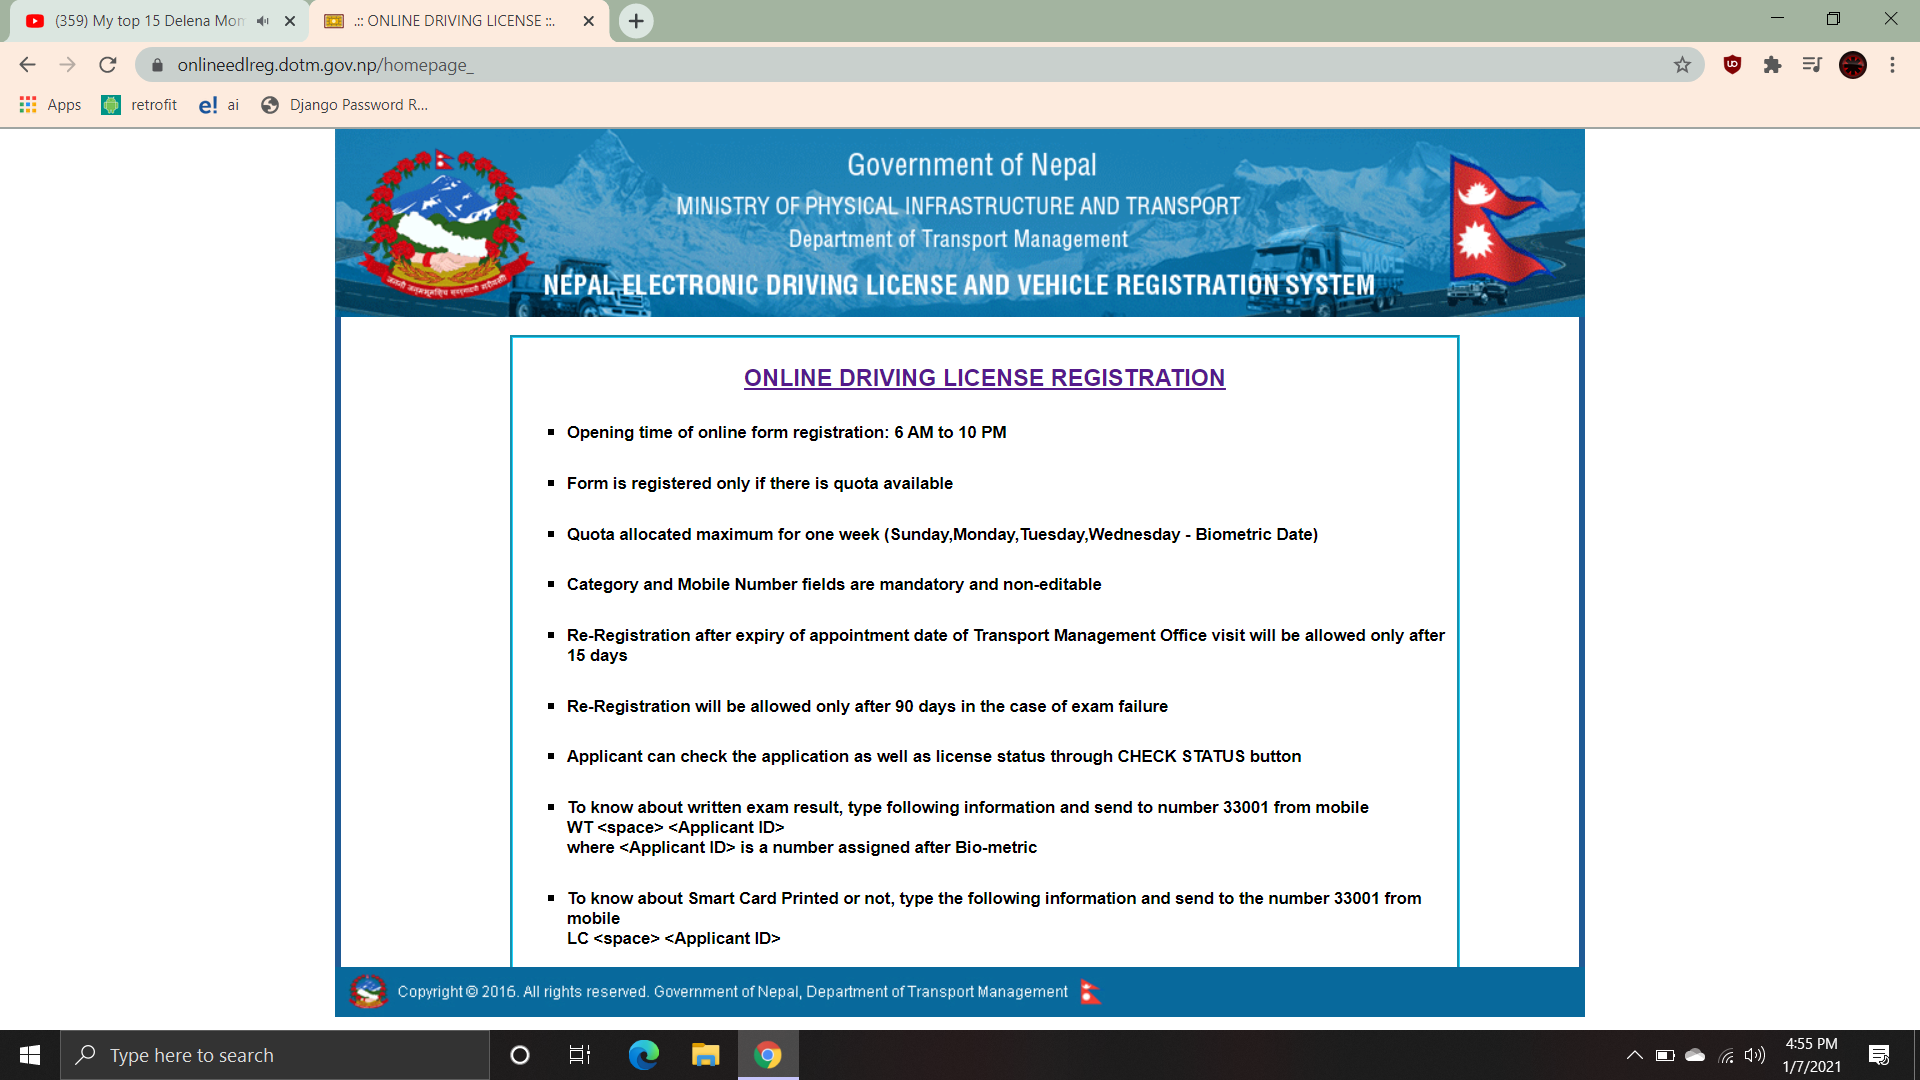 (359) My top 15 Delena Mom
.:: ONLINE DRIVING LICENSE ::.
onlineedlreg.dotm.gov.np/homepage_
Apps
retrofit
e! ai
Django Password R...
Government of Nepal
MINISTRY OF PHYSICAL INFRASTRUCTURE AND TRANSPORT
Department of Transport Management
NEPAL ELECTRONIC DRIVING LICENSE AND VEHICLE REGISTRATION SYSTEM
ONLINE DRIVING LICENSE REGISTRATION
Opening time of online form registration: 6 AM to 10 PM
Form is registered only if there is quota available
Quota allocated maximum for one week (Sunday,Monday,Tuesday,Wednesday - Biometric Date)
Category and Mobile Number fields are mandatory and non-editable
Re-Registration after expiry of appointment date of Transport Management Office visit will be allowed only after
15 days
Re-Registration will be allowed only after 90 days in the case of exam failure
Applicant can check the application as well as license status through CHECK STATUS button
To know about written exam result, type following information and send to number 33001 from mobile
WT <space> <Applicant ID>
where <Applicant ID> is a number assigned after Bio-metric
To know about Smart Card Printed or not, type the following information and send to the number 33001 from
mobile
LC <space> <Applicant ID>
Copyright © 2016. All rights reserved. Government of Nepal, Department of Transport Management
Type here to search
4:55 PM
1/7/2021